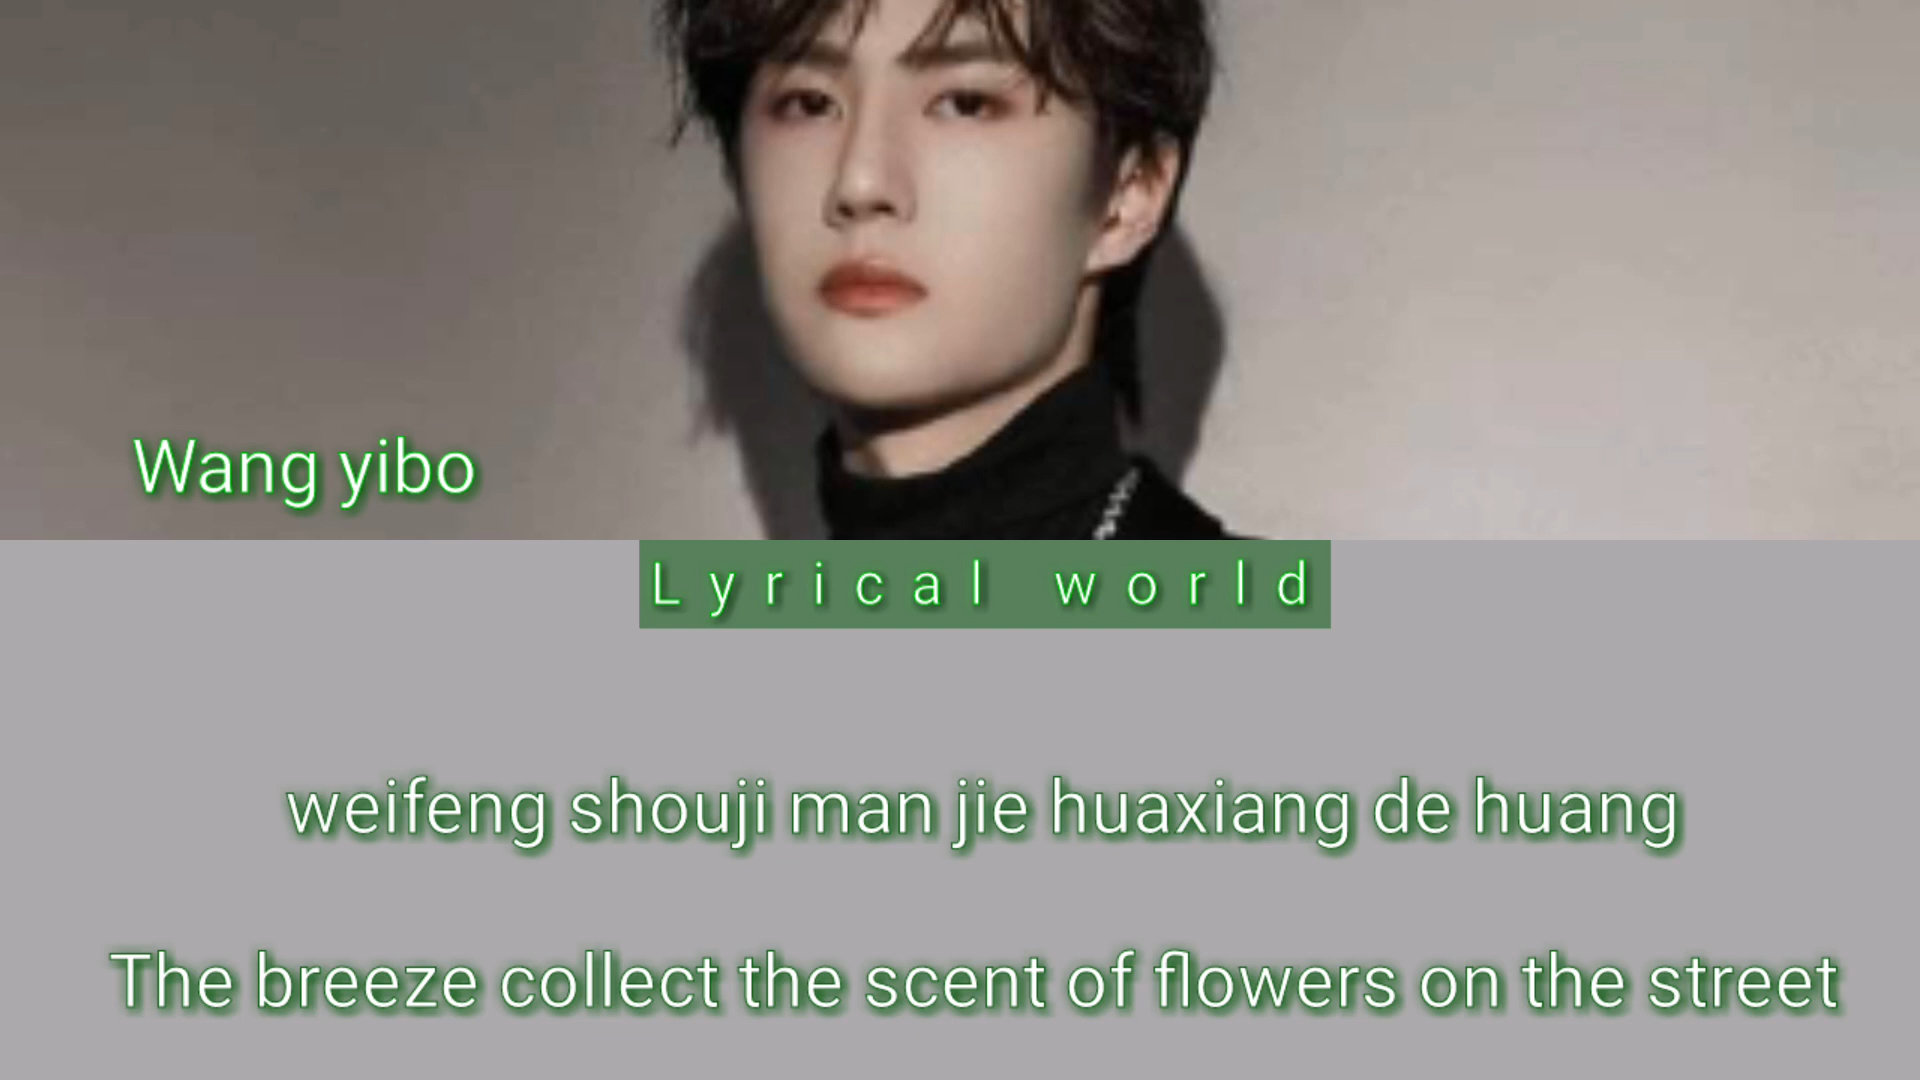 Wang yibo
Lyrical world
weifeng shouji man jie huaxiang de huang
The breeze collect the scent of flowers on the street